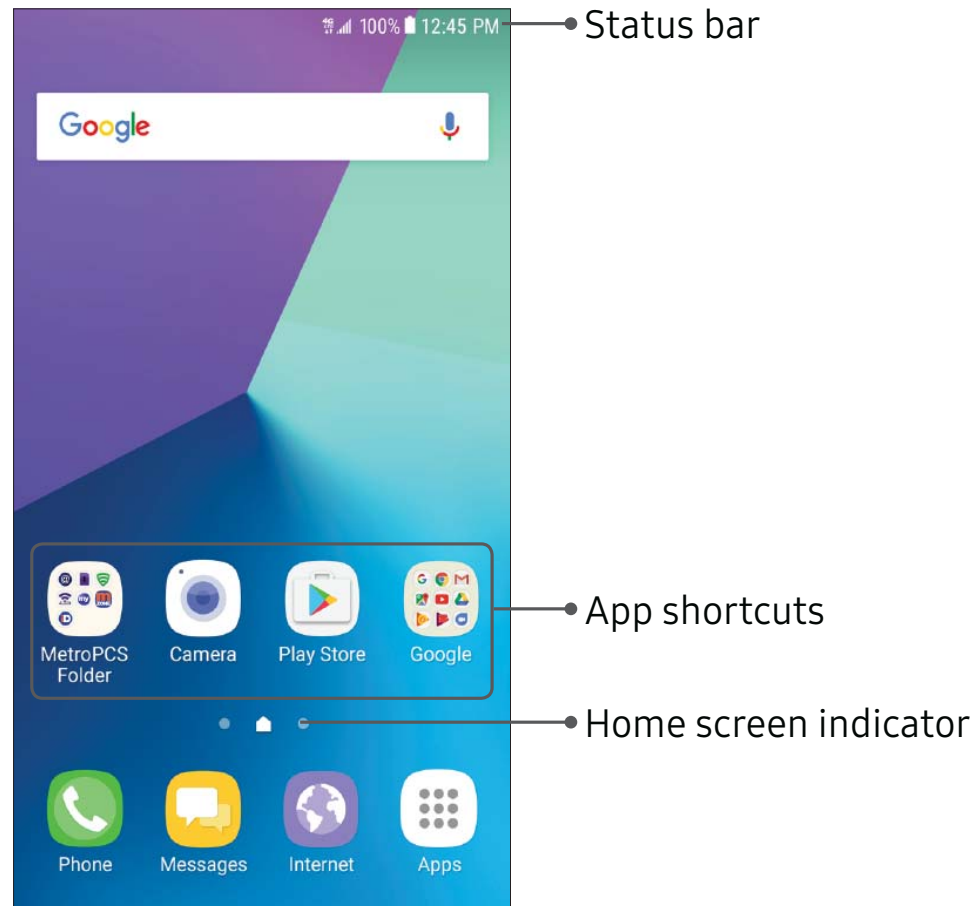 100% 12:45 PM
Status bar
Google
App shortcuts
MetroPCS Folder
Camera
Play Store
Google
Home screen indicator
Phone
Messages
Internet
Apps